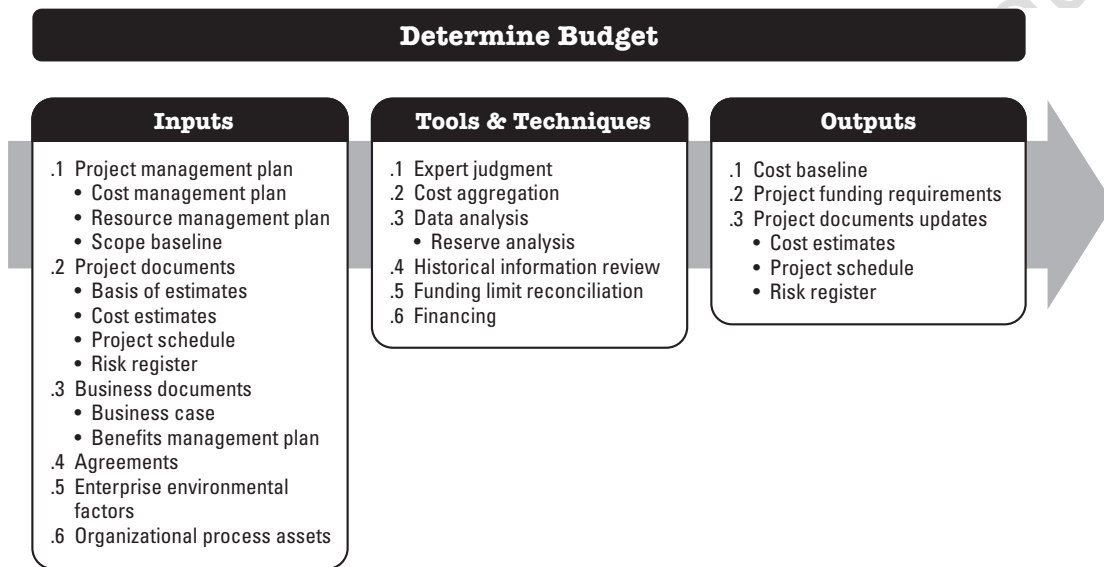 Determine Budget
Inputs
.1 Project management plan
• Cost management plan
• Resource management plan
• Scope baseline
.2 Project documents
• Basis of estimates
• Cost estimates
• Project schedule
• Risk register
.3 Business documents
• Business case
• Benefits management plan
.4 Agreements
.5 Enterprise environmental
factors
.6 Organizational process assets
Tools & Techniques
.1 Expert judgment
.2 Cost aggregation
.3 Data analysis
• Reserve analysis
.4 Historical information review
.5 Funding limit reconciliation
.6 Financing
Outputs
.1 Cost baseline
.2 Project funding requirements
.3 Project documents updates
• Cost estimates
• Project schedule
• Risk register